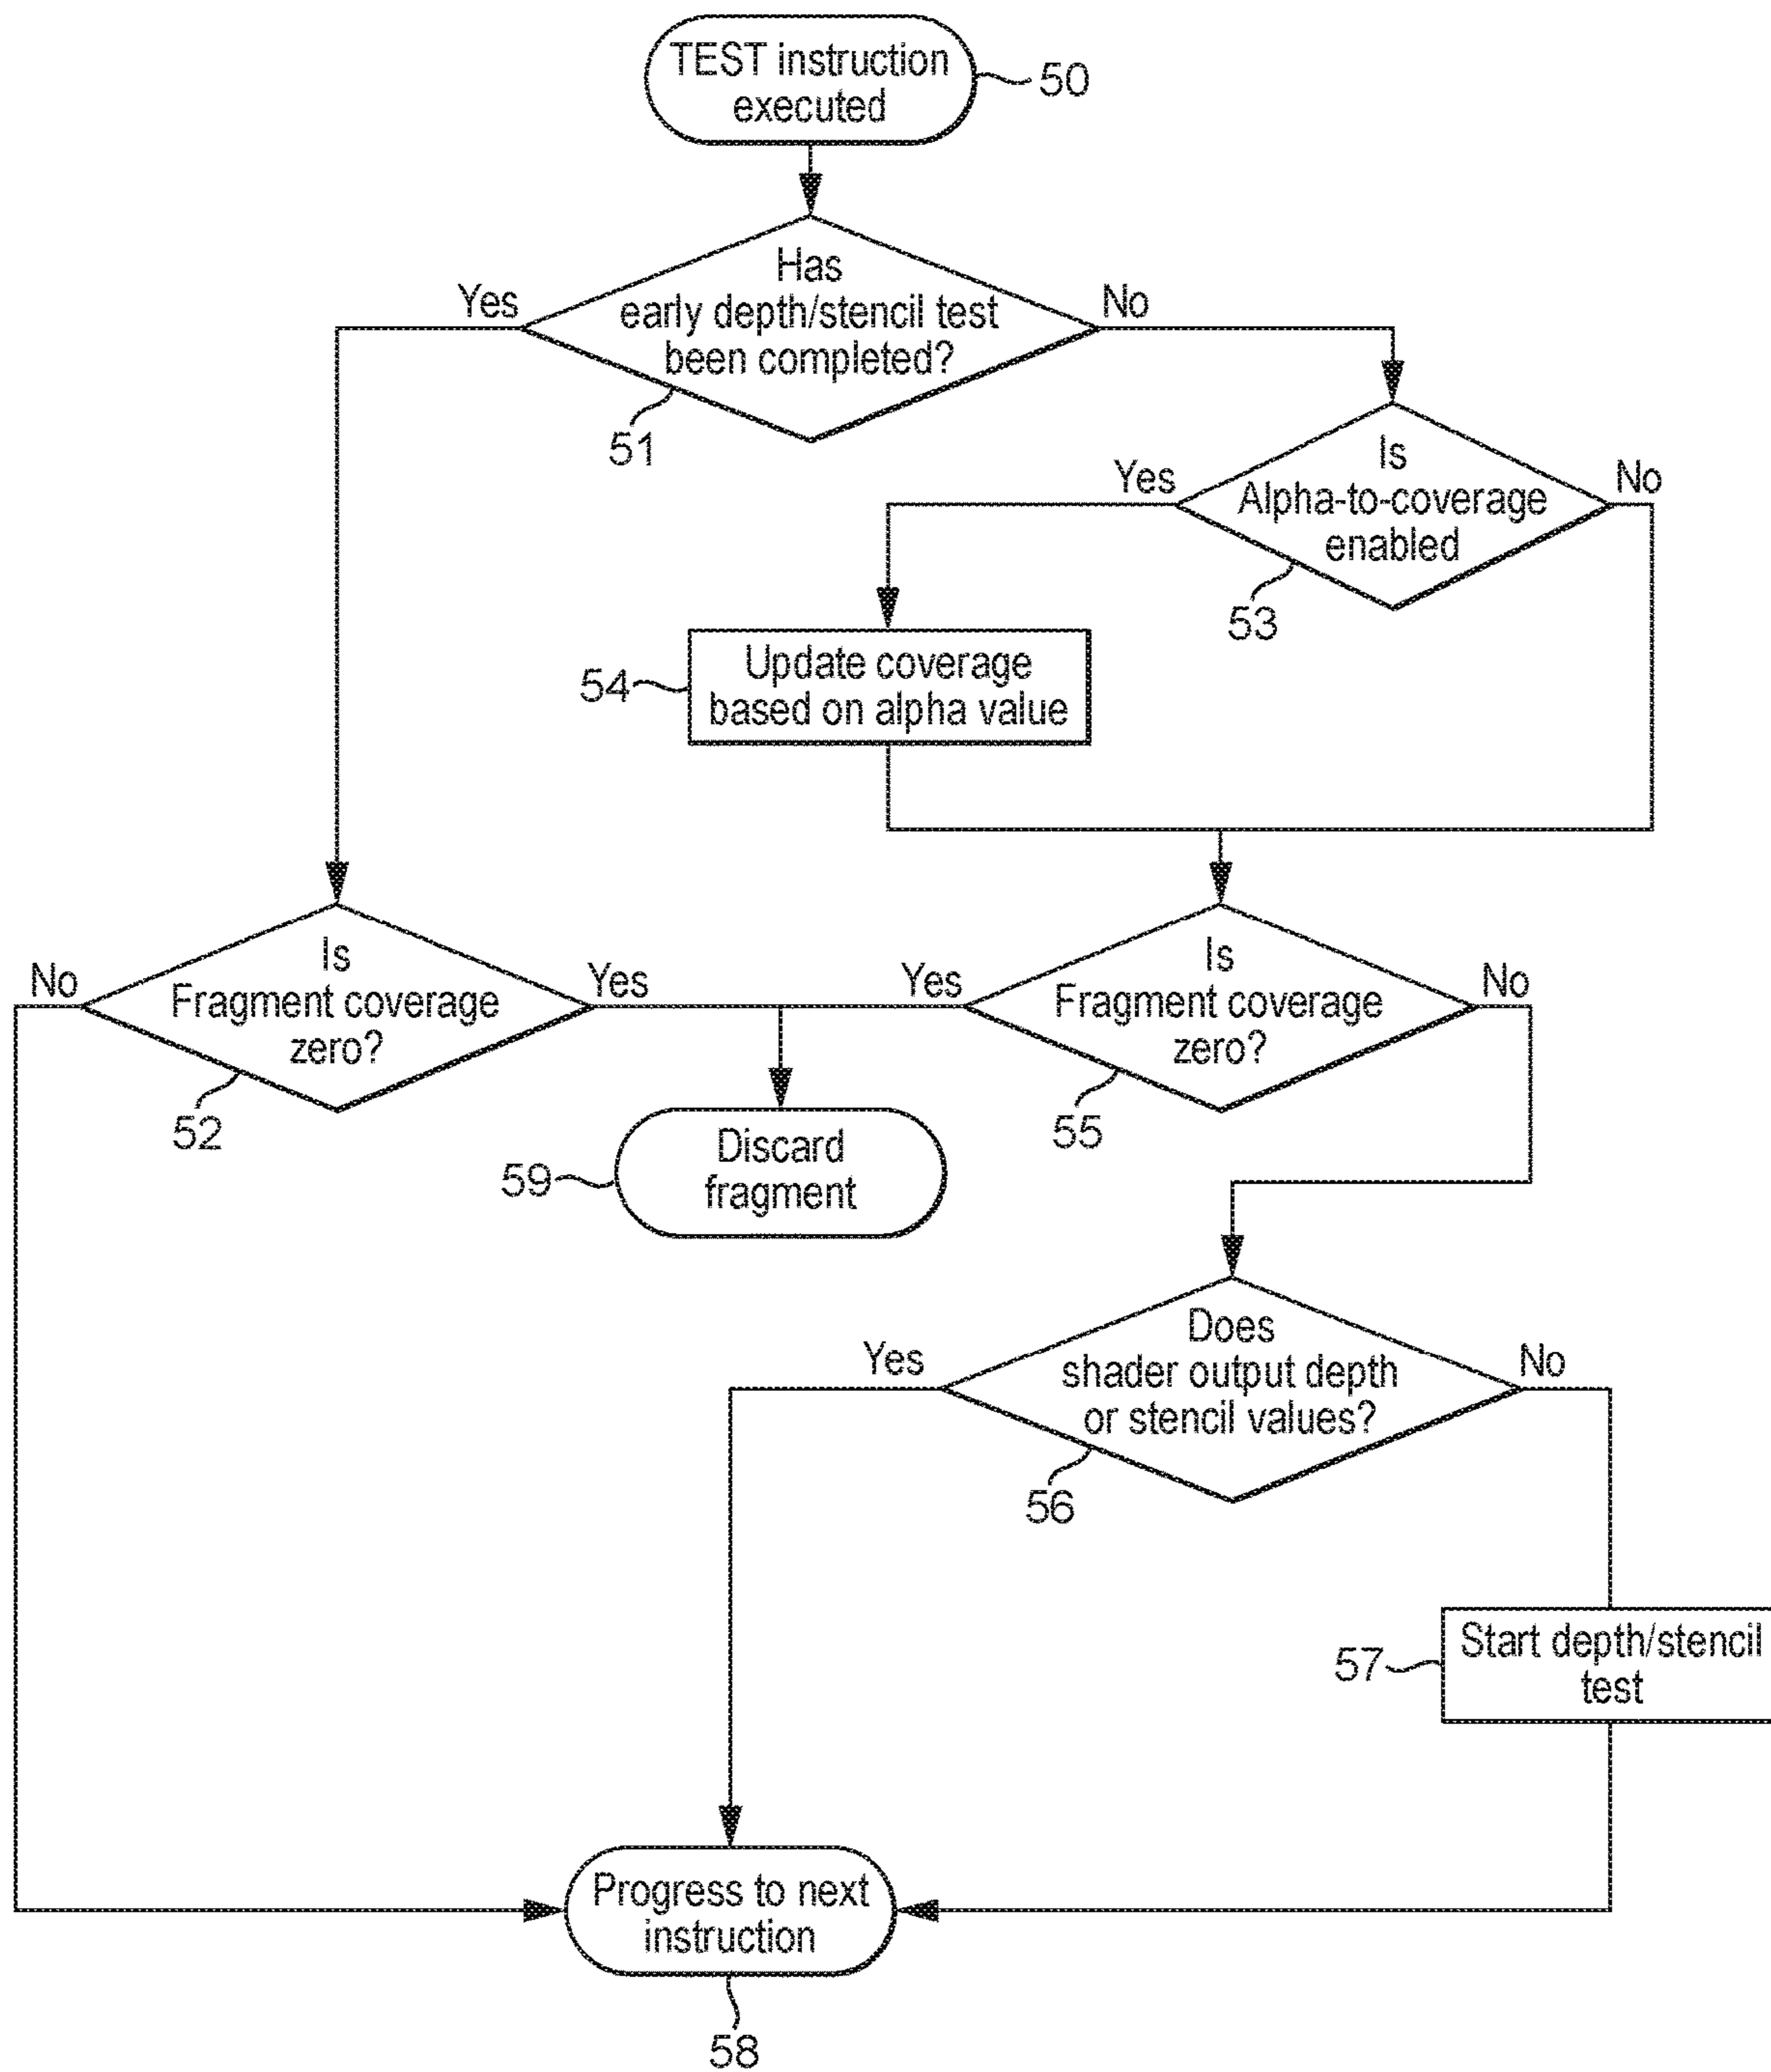 TEST instruction
executed
50
Has
early depth/stencil test
been completed?
Yes
No
51
Is
Alpha-to-coverage
enabled
Yes
No
53
Update coverage
based on alpha value
54
Is
Fragment coverage
zero?
No
Yes
52
Is
Fragment coverage
zero?
Yes
No
55
Discard
fragment
59
Does
shader output depth
or stencil values?
Yes
No
56
Start depth/stencil
test
57
Progress to next
instruction
58